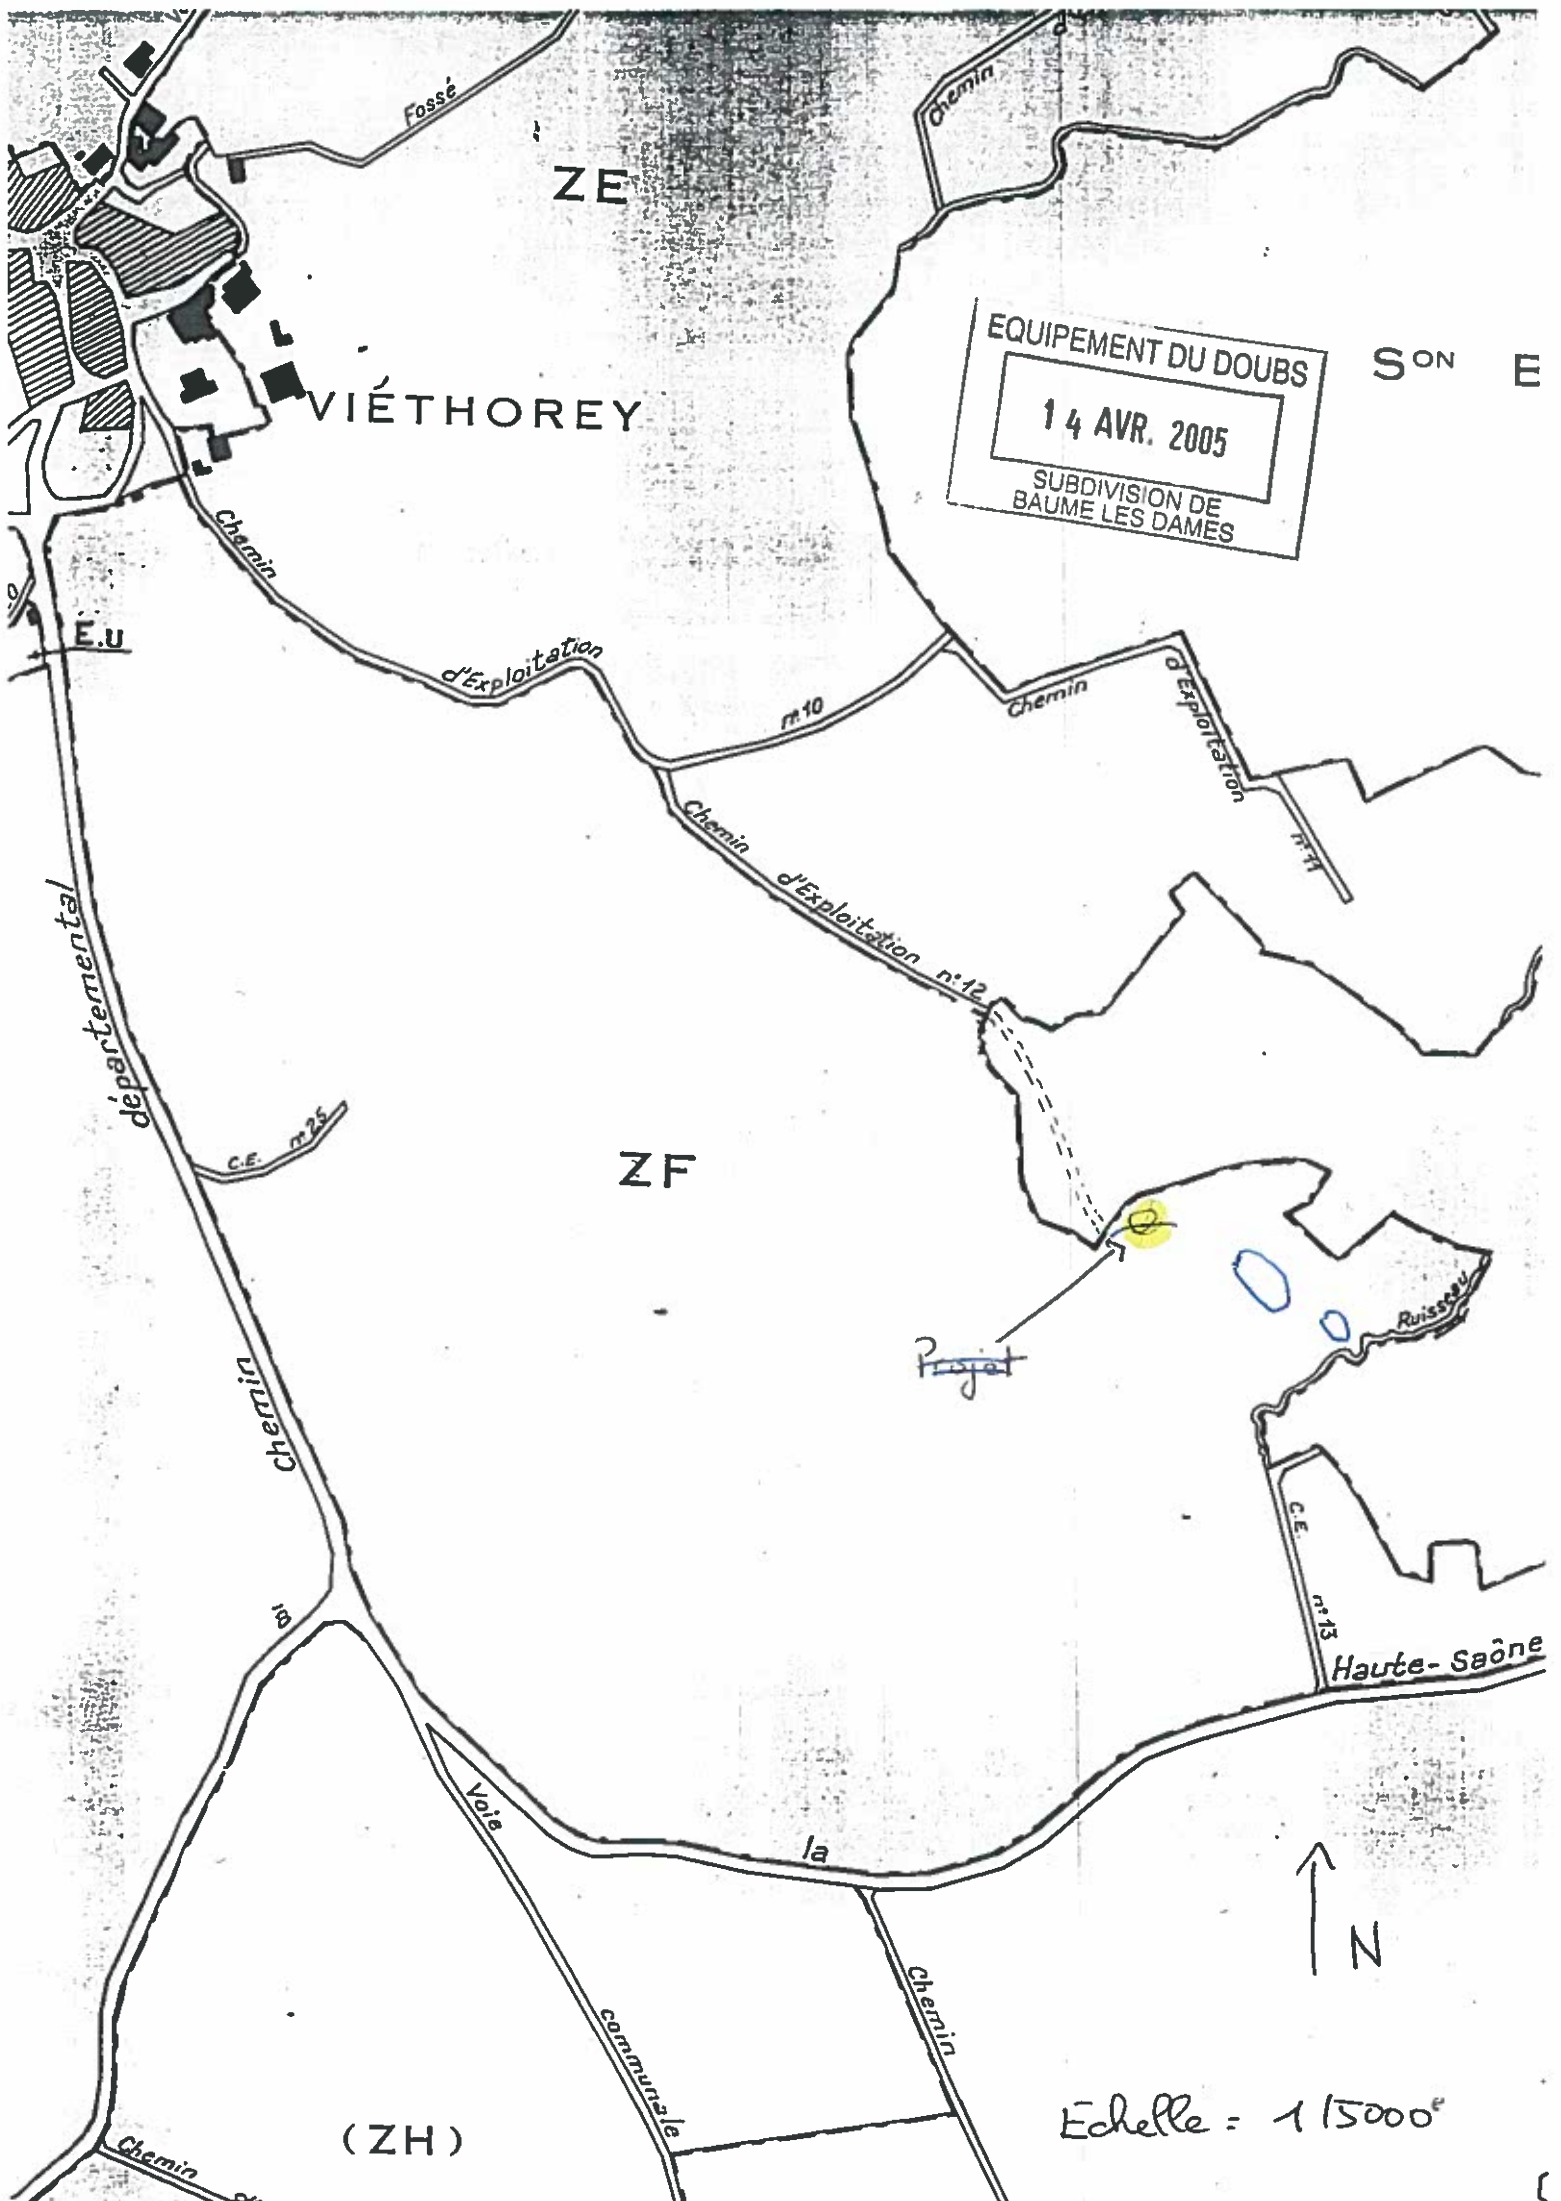 Fossé
Chemin
ZE
EQUIPEMENT DU DOUBS
14 AVR. 2005
SUBDIVISION DE
BAUME LES DAMES
SON E
VIÉTHOREY
Chemin
d'Exploitation
n° 10
E.U
Chemin
d'Exploitation
n° 11
Chemin
d'Exploitation n° 12
départemental
C.E. n° 25
ZF
Projet
Ruisseau
Chemin
C.E.
n° 13
18
Haute-Saône
Voie
la
N
Chemin
communale
Echelle = 1/5000e
(ZH)
Chemin